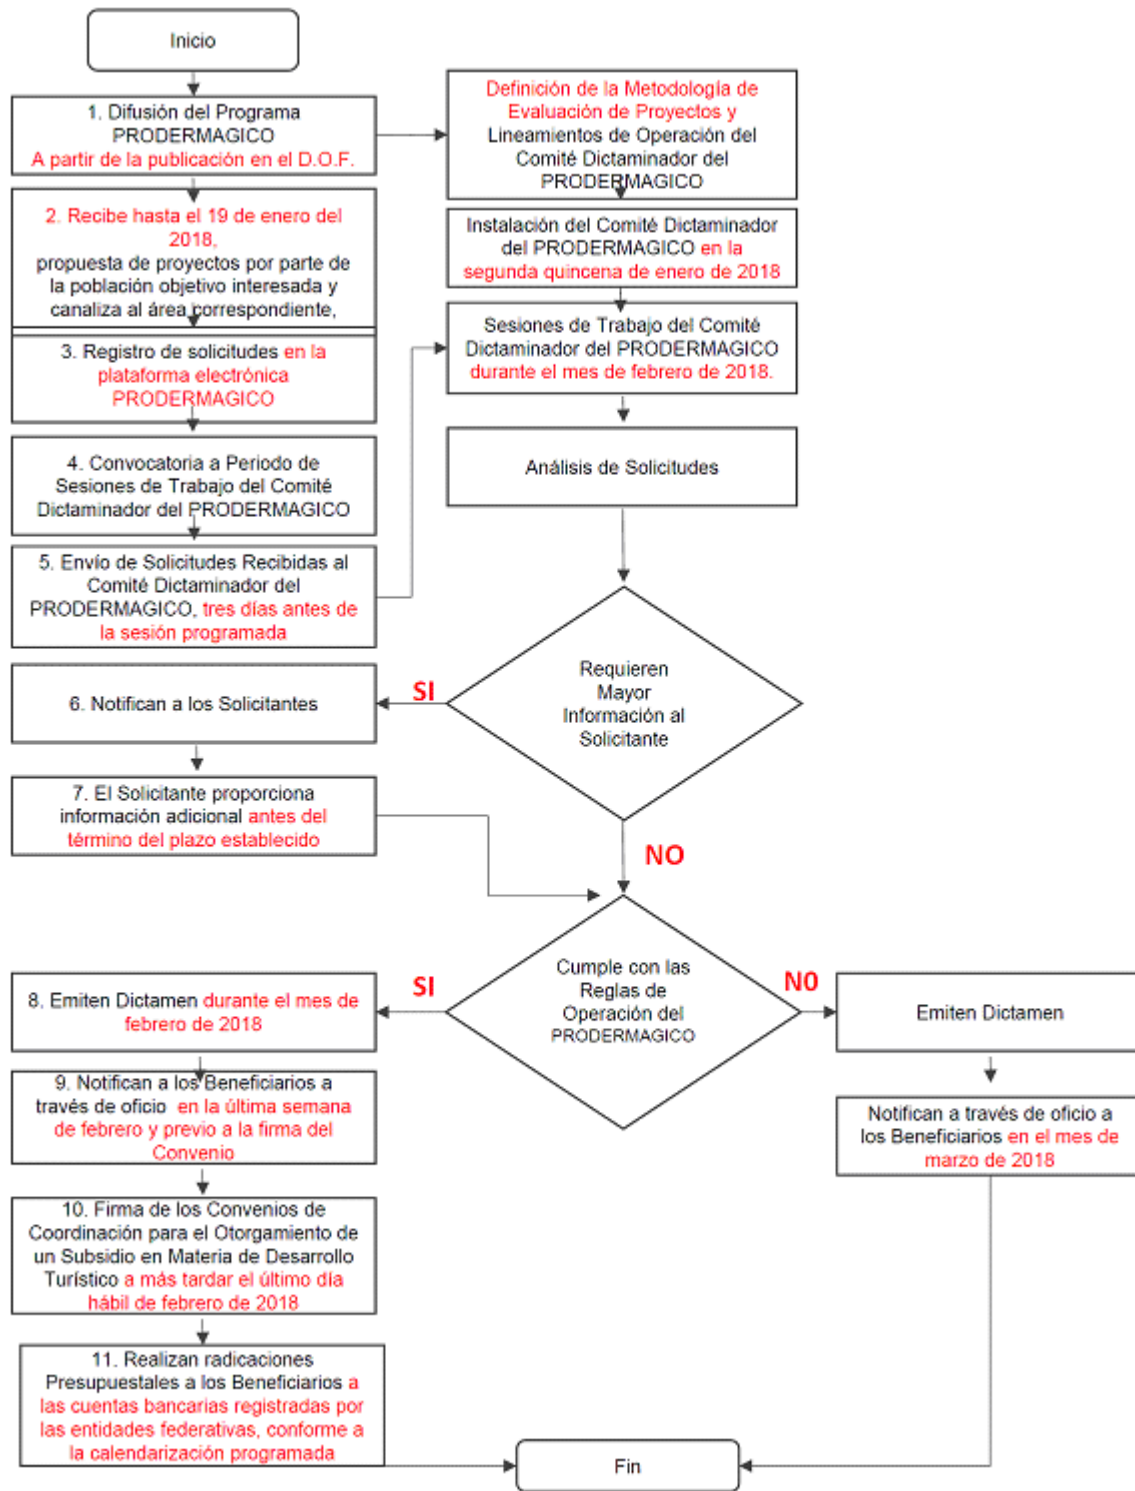 Inicio
1. Difusión del Programa
PRODERMAGICO
A partir de la publicación en el D.O.F.
Definición de la Metodología de
Evaluación de Proyectos y
Lineamientos de Operación del
Comité Dictaminador del
PRODERMAGICO
2. Recibe hasta el 19 de enero del
2018,
propuesta de proyectos por parte de
la población objetivo interesada y
canaliza al área correspondiente,
Instalación del Comité Dictaminador
del PRODERMAGICO en la
segunda quincena de enero de 2018
3. Registro de solicitudes en la
plataforma electrónica
PRODERMAGICO
Sesiones de Trabajo del Comité
Dictaminador del PRODERMAGICO
durante el mes de febrero de 2018.
4. Convocatoria a Periodo de
Sesiones de Trabajo del Comité
Dictaminador del PRODERMAGICO
Análisis de Solicitudes
5. Envío de Solicitudes Recibidas al
Comité Dictaminador del
PRODERMAGICO, tres días antes de
la sesión programada
Requieren
Mayor
Información al
Solicitante
SI
6. Notifican a los Solicitantes
7. El Solicitante proporciona
información adicional antes del
término del plazo establecido
NO
Cumple con las
Reglas de
Operación del
PRODERMAGICO
SI
N0
8. Emiten Dictamen durante el mes de
febrero de 2018
Emiten Dictamen
9. Notifican a los Beneficiarios a
través de oficio en la última semana
de febrero y previo a la firma del
Convenio
Notifican a través de oficio a
los Beneficiarios en el mes de
marzo de 2018
10. Firma de los Convenios de
Coordinación para el Otorgamiento de
un Subsidio en Materia de Desarrollo
Turístico a más tardar el último día
hábil de febrero de 2018
11. Realizan radicaciones
Presupuestales a los Beneficiarios a
las cuentas bancarias registradas por
las entidades federativas, conforme a
la calendarización programada
Fin